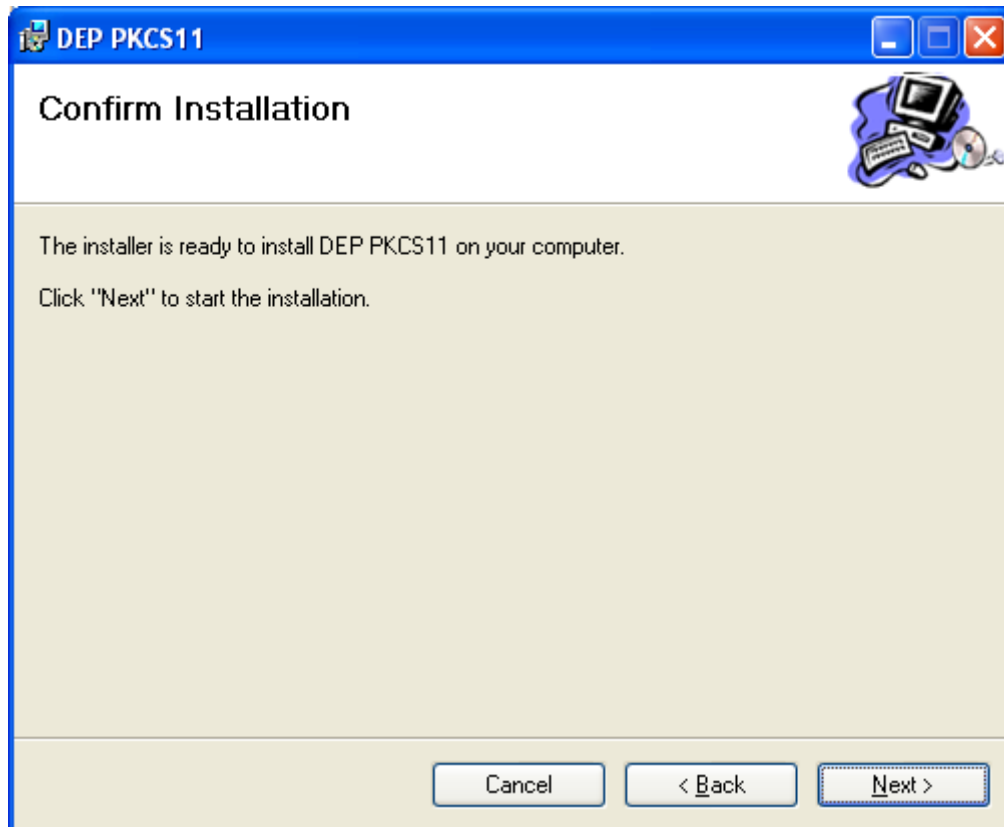 DEP PKCS11
Confirm Installation
The installer is ready to install DEP PKCS11 on your computer.
Click "Next" to start the installation.
Cancel
< Back
Next >